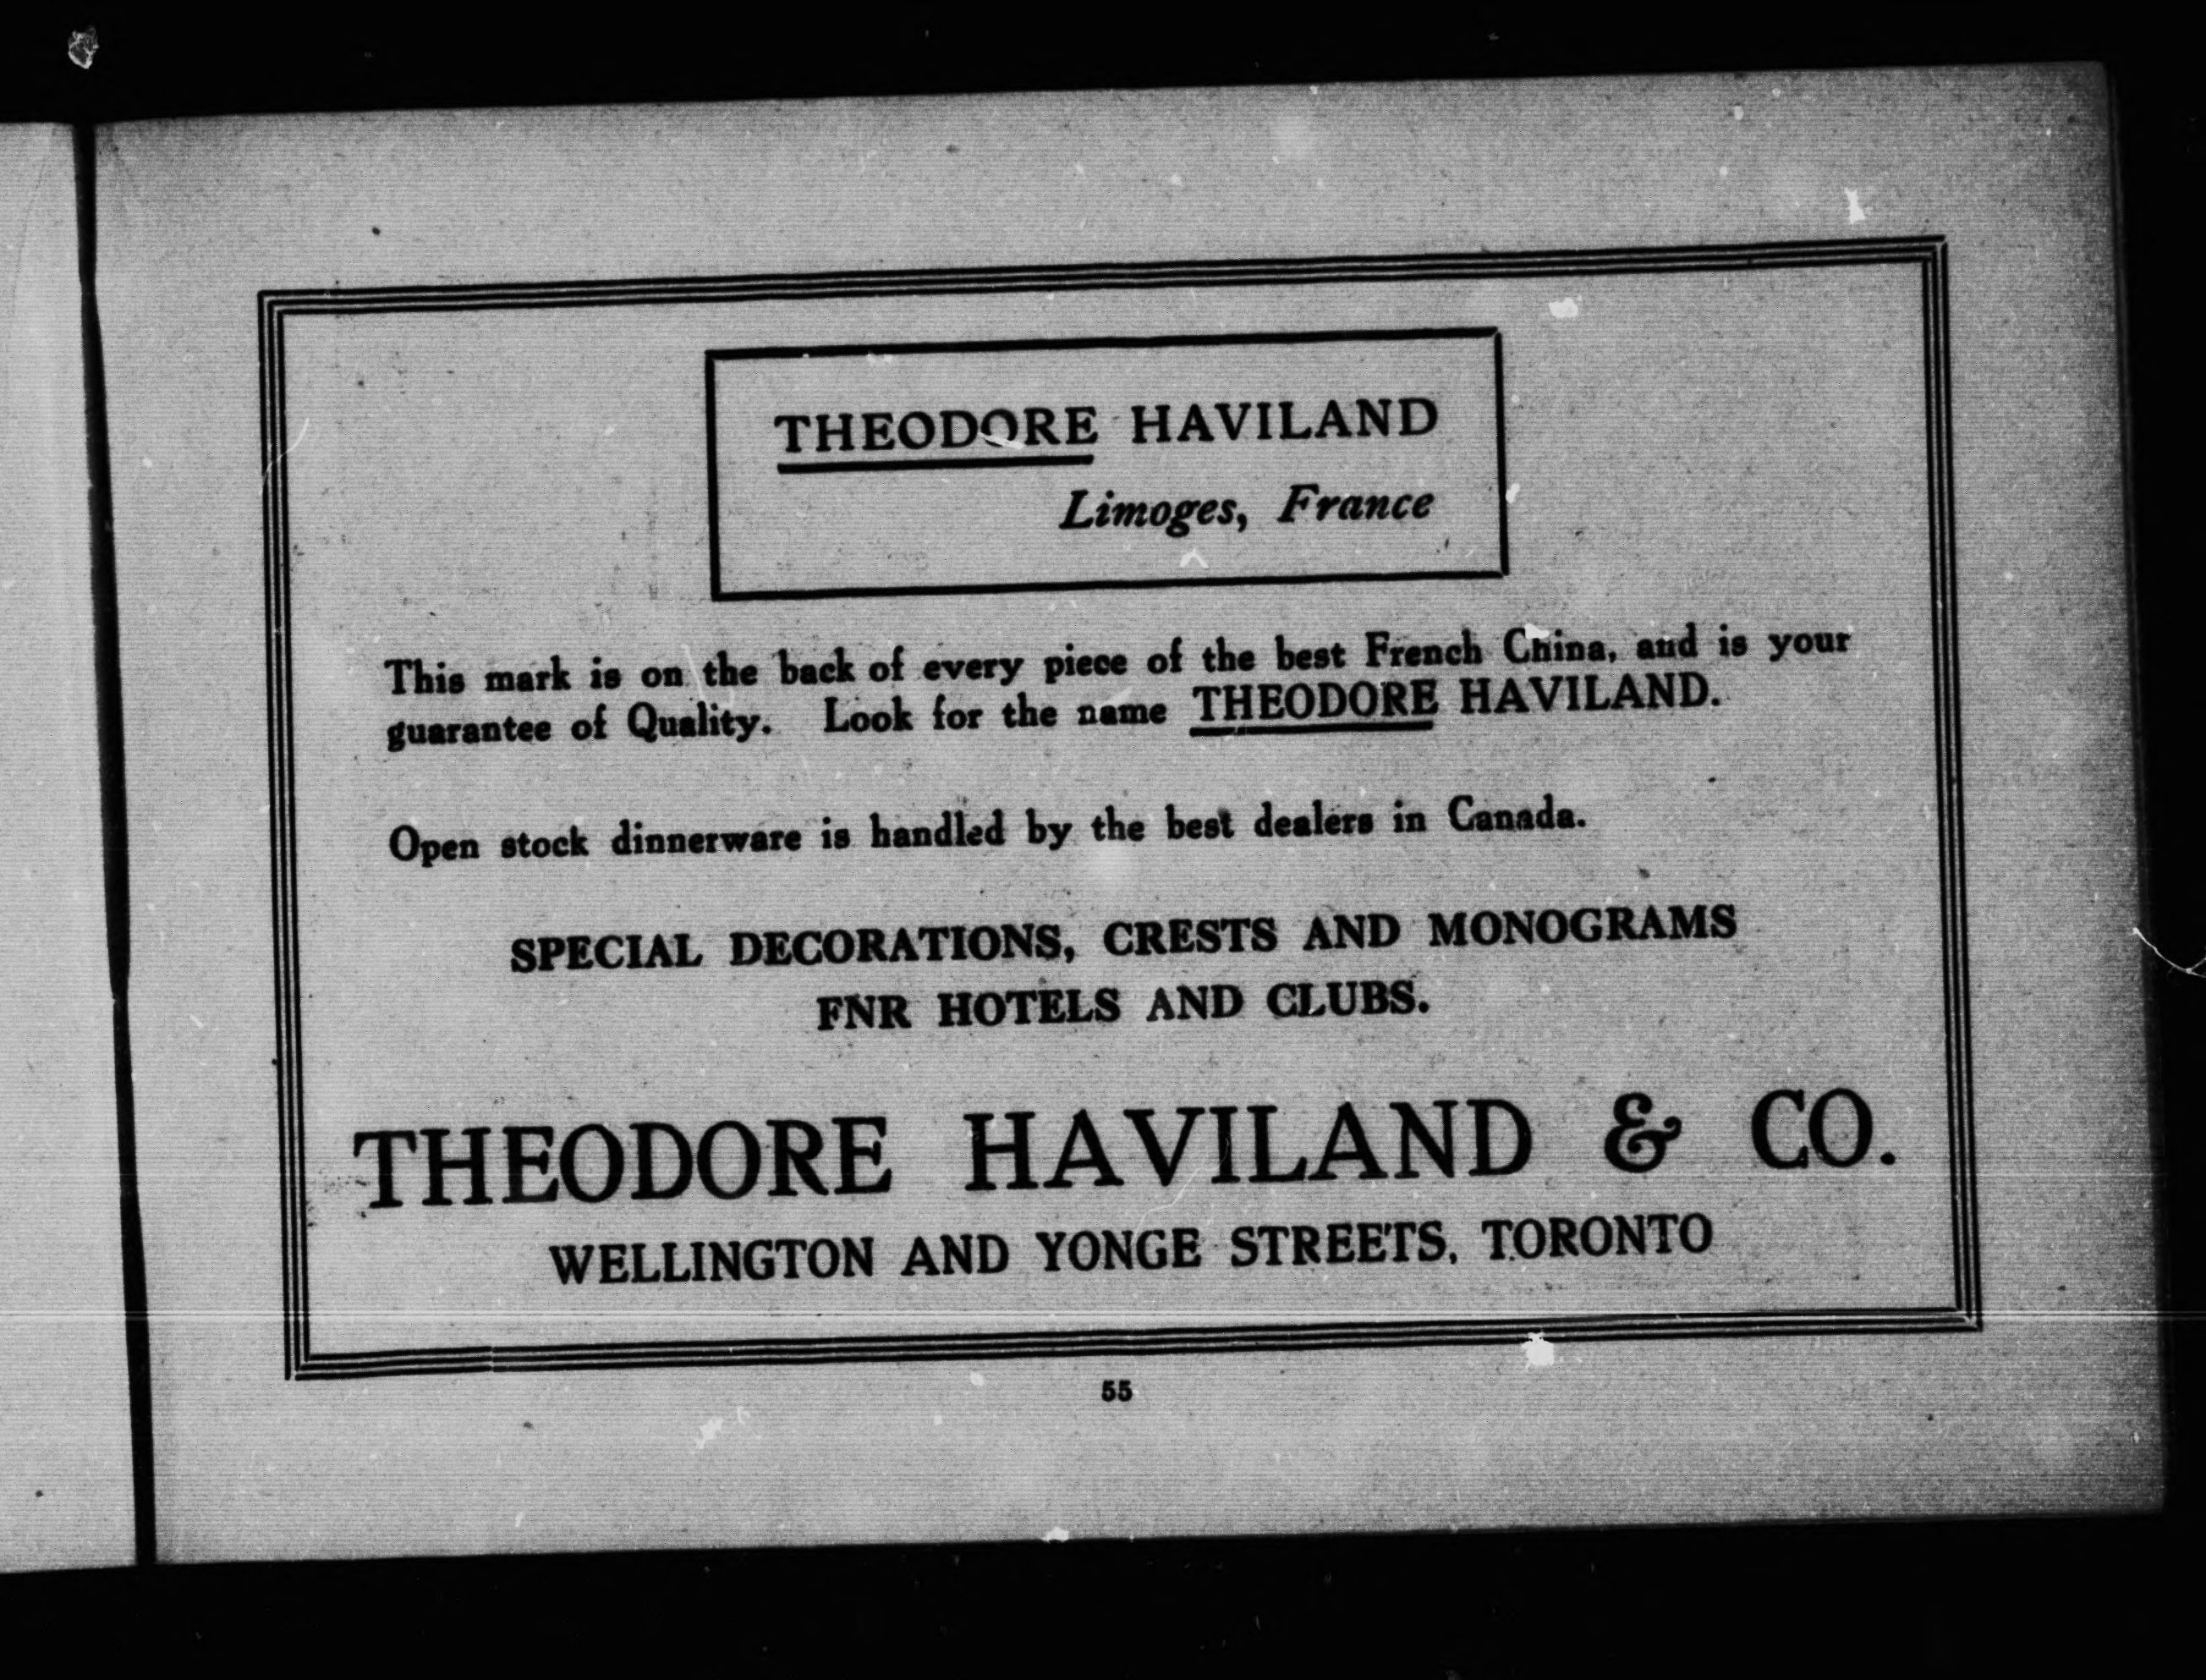 THEODORE HAVILAND
Limoges, France
This mark is on the back of every piece of the best French China, and is your
guarantee of Quality. Look for the name THEODORE HAVILAND.
Open stock dinnerware is handled by the best dealers in Canada.
SPECIAL DECORATIONS, CRESTS AND MONOGRAMS
FNR HOTELS AND CLUBS.
THEODORE HAVILAND & CO.
WELLINGTON AND YONGE STREETS, TORONTO
55